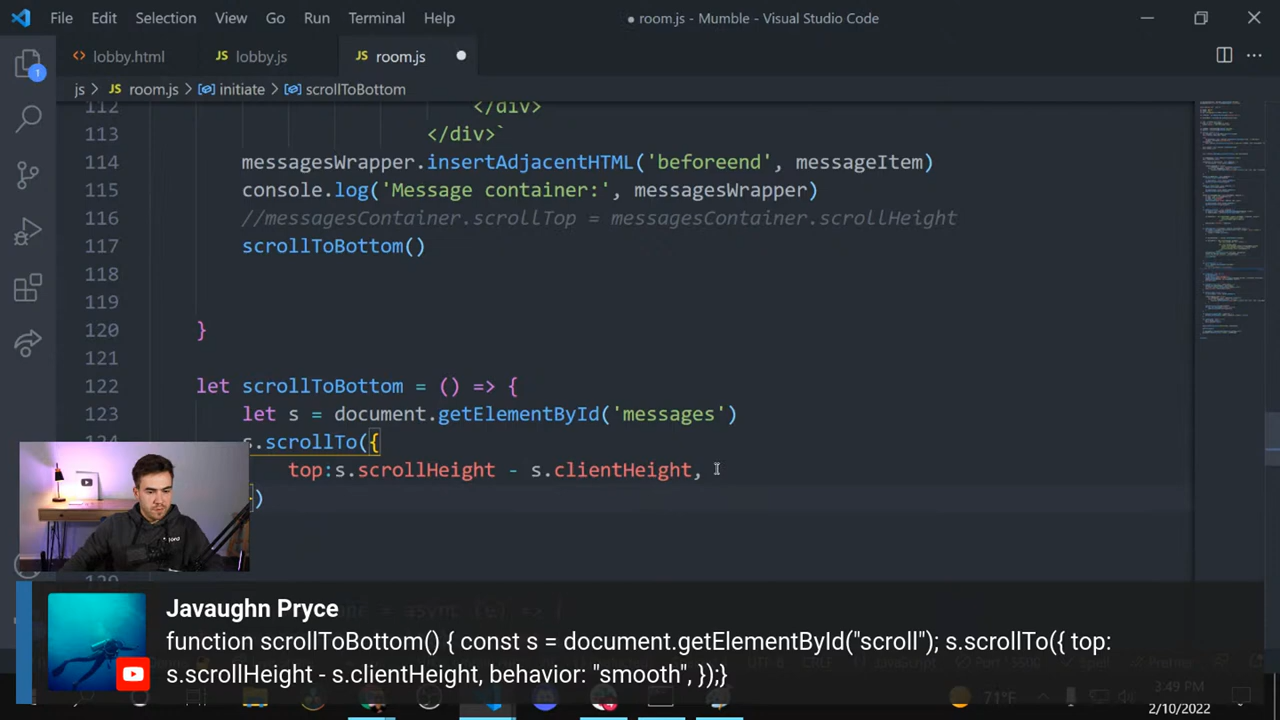 File Edit Selection View Go Run Terminal Help
● room.js - Mumble - Visual Studio Code
lobby.html
JS lobby.js
JS room.js
js > JS room.js > initiate > scrollToBottom
1
112 </div>
113 </div>`
114 messagesWrapper.insertAdjacentHTML('beforeend', messageItem)
115 console.log('Message container:', messagesWrapper)
116 //messagesContainer.scrollTop = messagesContainer.scrollHeight
117 scrollToBottom()
118
119
120 }
121
122 let scrollToBottom = () => {
123 let s = document.getElementById('messages')
s.scrollTo({
top:s.scrollHeight - s.clientHeight,
})
Javaughn Pryce
function scrollToBottom() { const s = document.getElementById("scroll"); s.scrollTo({ top:
s.scrollHeight - s.clientHeight, behavior: "smooth", });}
71°F
3:49 PM
2/10/2022